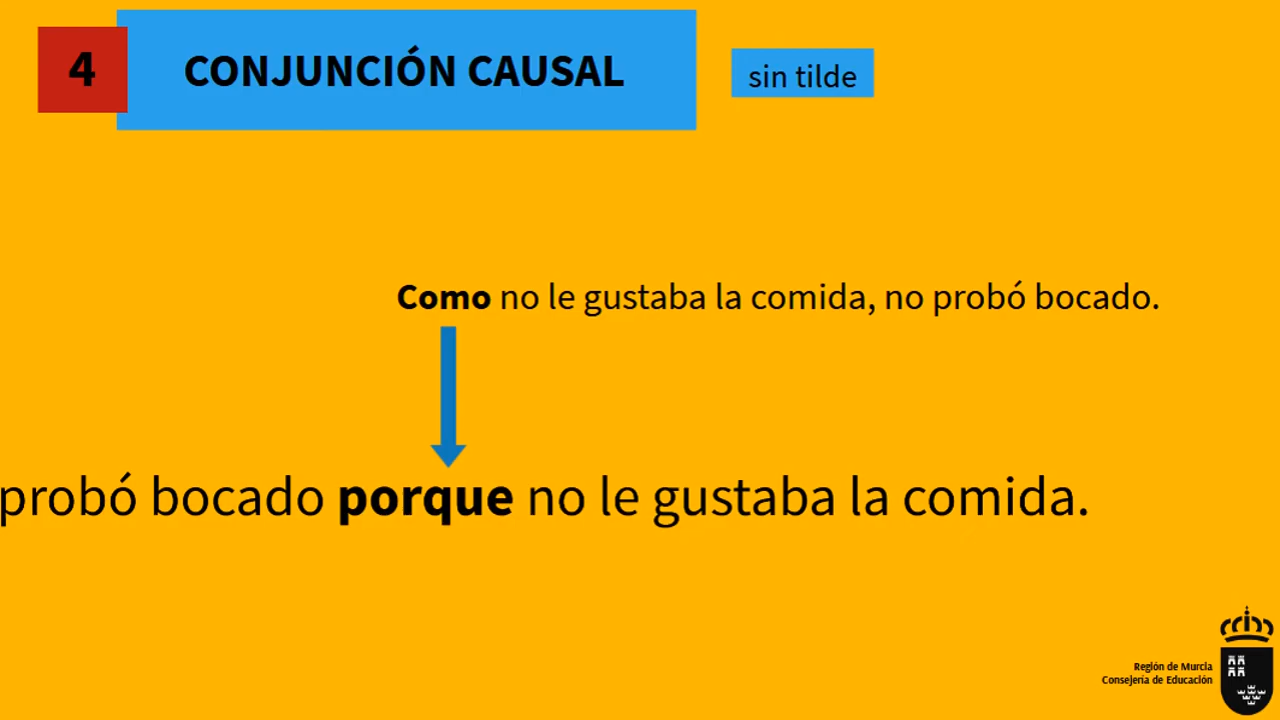 4
CONJUNCIÓN CAUSAL
sin tilde
Como no le gustaba la comida, no probó bocado.
probó bocado porque no le gustaba la comida.
Región de Murcia
Consejería de Educación